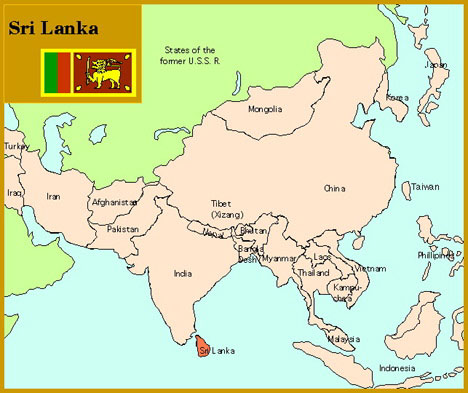 Sri Lanka
States of the
former U.S.S.R.
Japan
Mongolia
Korea
Turkey
Iraq
Iran
Afghanistan
Pakistan
Tibet
(Xizang)
China
Taiwan
Nepal
Bhutan
Bangla
Desh
India
Myanmar
Laos
Thailand
Vietnam
Kampu-
chea
Phillipines
Sri Lanka
Malaysia
Indonesia